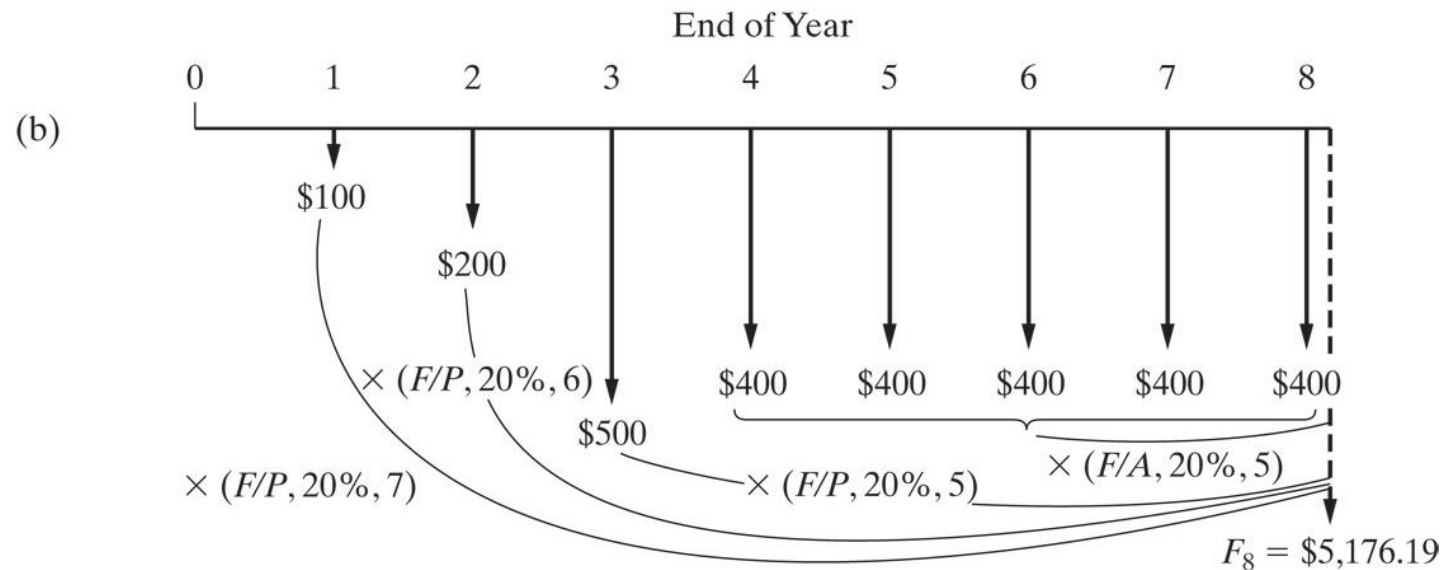 End of Year
0 1 2 3 4 5 6 7 8
(b)
$100
$200
× (F/P, 20%, 6)
$400 $400 $400 $400 $400
$500
× (F/A, 20%, 5)
× (F/P, 20%, 7)
× (F/P, 20%, 5)
F₈ = $5,176.19